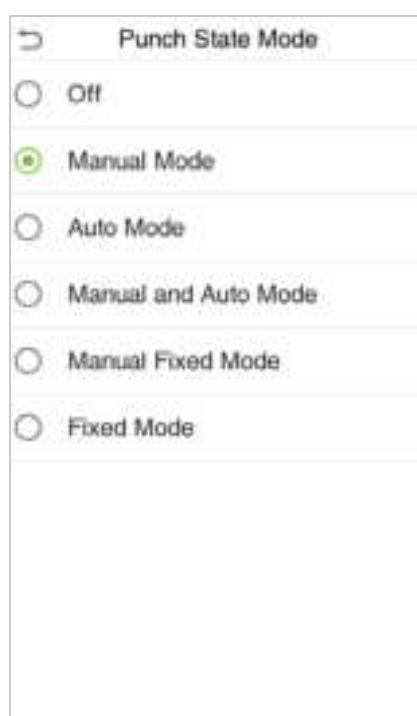 Punch State Mode
Off
Manual Mode
Auto Mode
Manual and Auto Mode
Manual Fixed Mode
Fixed Mode